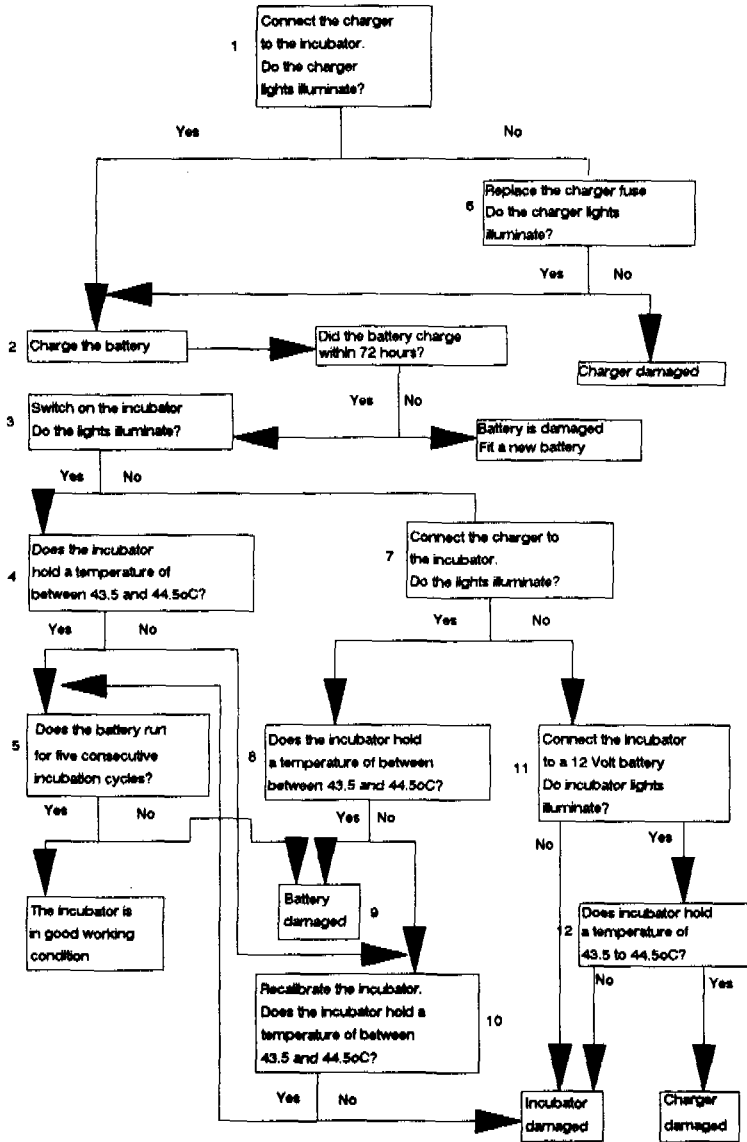 1
Connect the charger
to the incubator.
Do the charger
lights illuminate?
Yes
No
6
Replace the charger fuse
Do the charger lights
illuminate?
Yes
No
2
Charge the battery
Did the battery charge
within 72 hours?
Charger damaged
Yes
No
3
Switch on the incubator
Do the lights illuminate?
Battery is damaged
Fit a new battery
Yes
No
4
Does the incubator
hold a temperature of
between 43.5 and 44.5oC?
7
Connect the charger to
the incubator.
Do the lights illuminate?
Yes
No
Yes
No
5
Does the battery run
for five consecutive
incubation cycles?
8
Does the incubator hold
a temperature of between
between 43.5 and 44.5oC?
11
Connect the incubator
to a 12 Volt battery
Do incubator lights
illuminate?
Yes
No
Yes
No
No
Yes
The incubator is
in good working
condition
Battery
damaged
9
12
Does incubator hold
a temperature of
43.5 to 44.5oC?
No
Yes
Recalibrate the incubator.
Does the incubator hold a
temperature of between
43.5 and 44.5oC?
10
Yes
No
Incubator
damaged
Charger
damaged